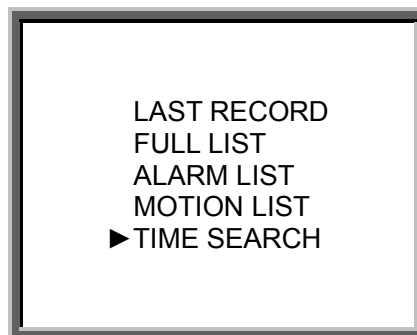 LAST RECORD
FULL LIST
ALARM LIST
MOTION LIST
►TIME SEARCH